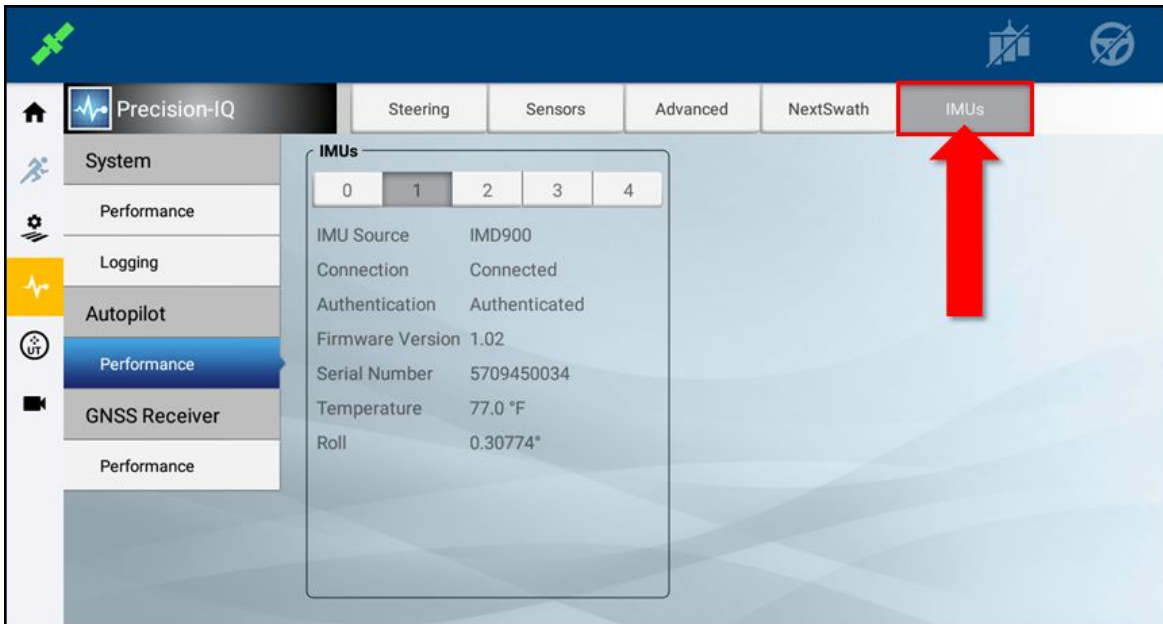 Precision-IQ
Steering
Sensors
Advanced
NextSwath
IMUs
System
Performance
Logging
Autopilot
Performance
GNSS Receiver
Performance
UT
IMUs
0 1 2 3 4
IMU Source IMD900
Connection Connected
Authentication Authenticated
Firmware Version 1.02
Serial Number 5709450034
Temperature 77.0 °F
Roll 0.30774°